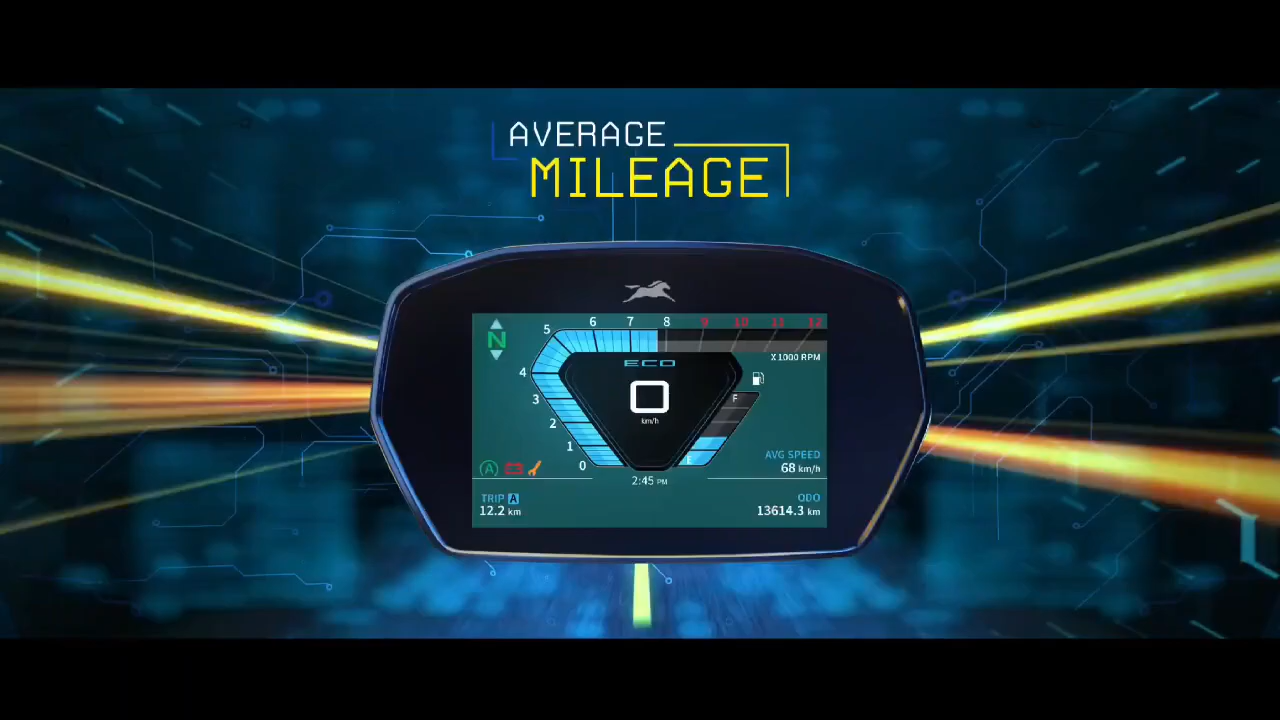 AVERAGE
MILEAGE
5 6 7 8 9 10 11 12
N
X1000 RPM
ECO
4
0
F
3
km/h
2
1
E
AVG SPEED
0
A
68 km/h
2:45 PM
TRIP A
ODO
12.2 km
13614.3 km